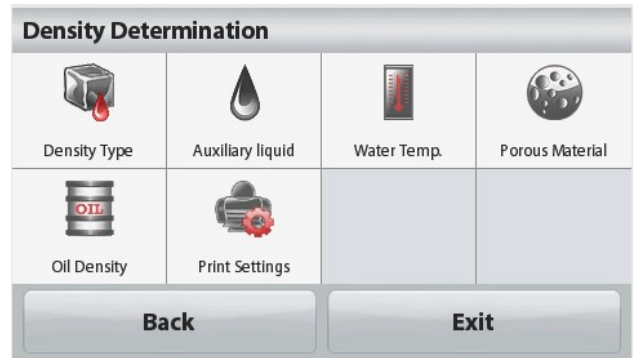 Density Determination
Density Type
Auxiliary liquid
Water Temp.
Porous Material
OIL
Oil Density
Print Settings
Back
Exit